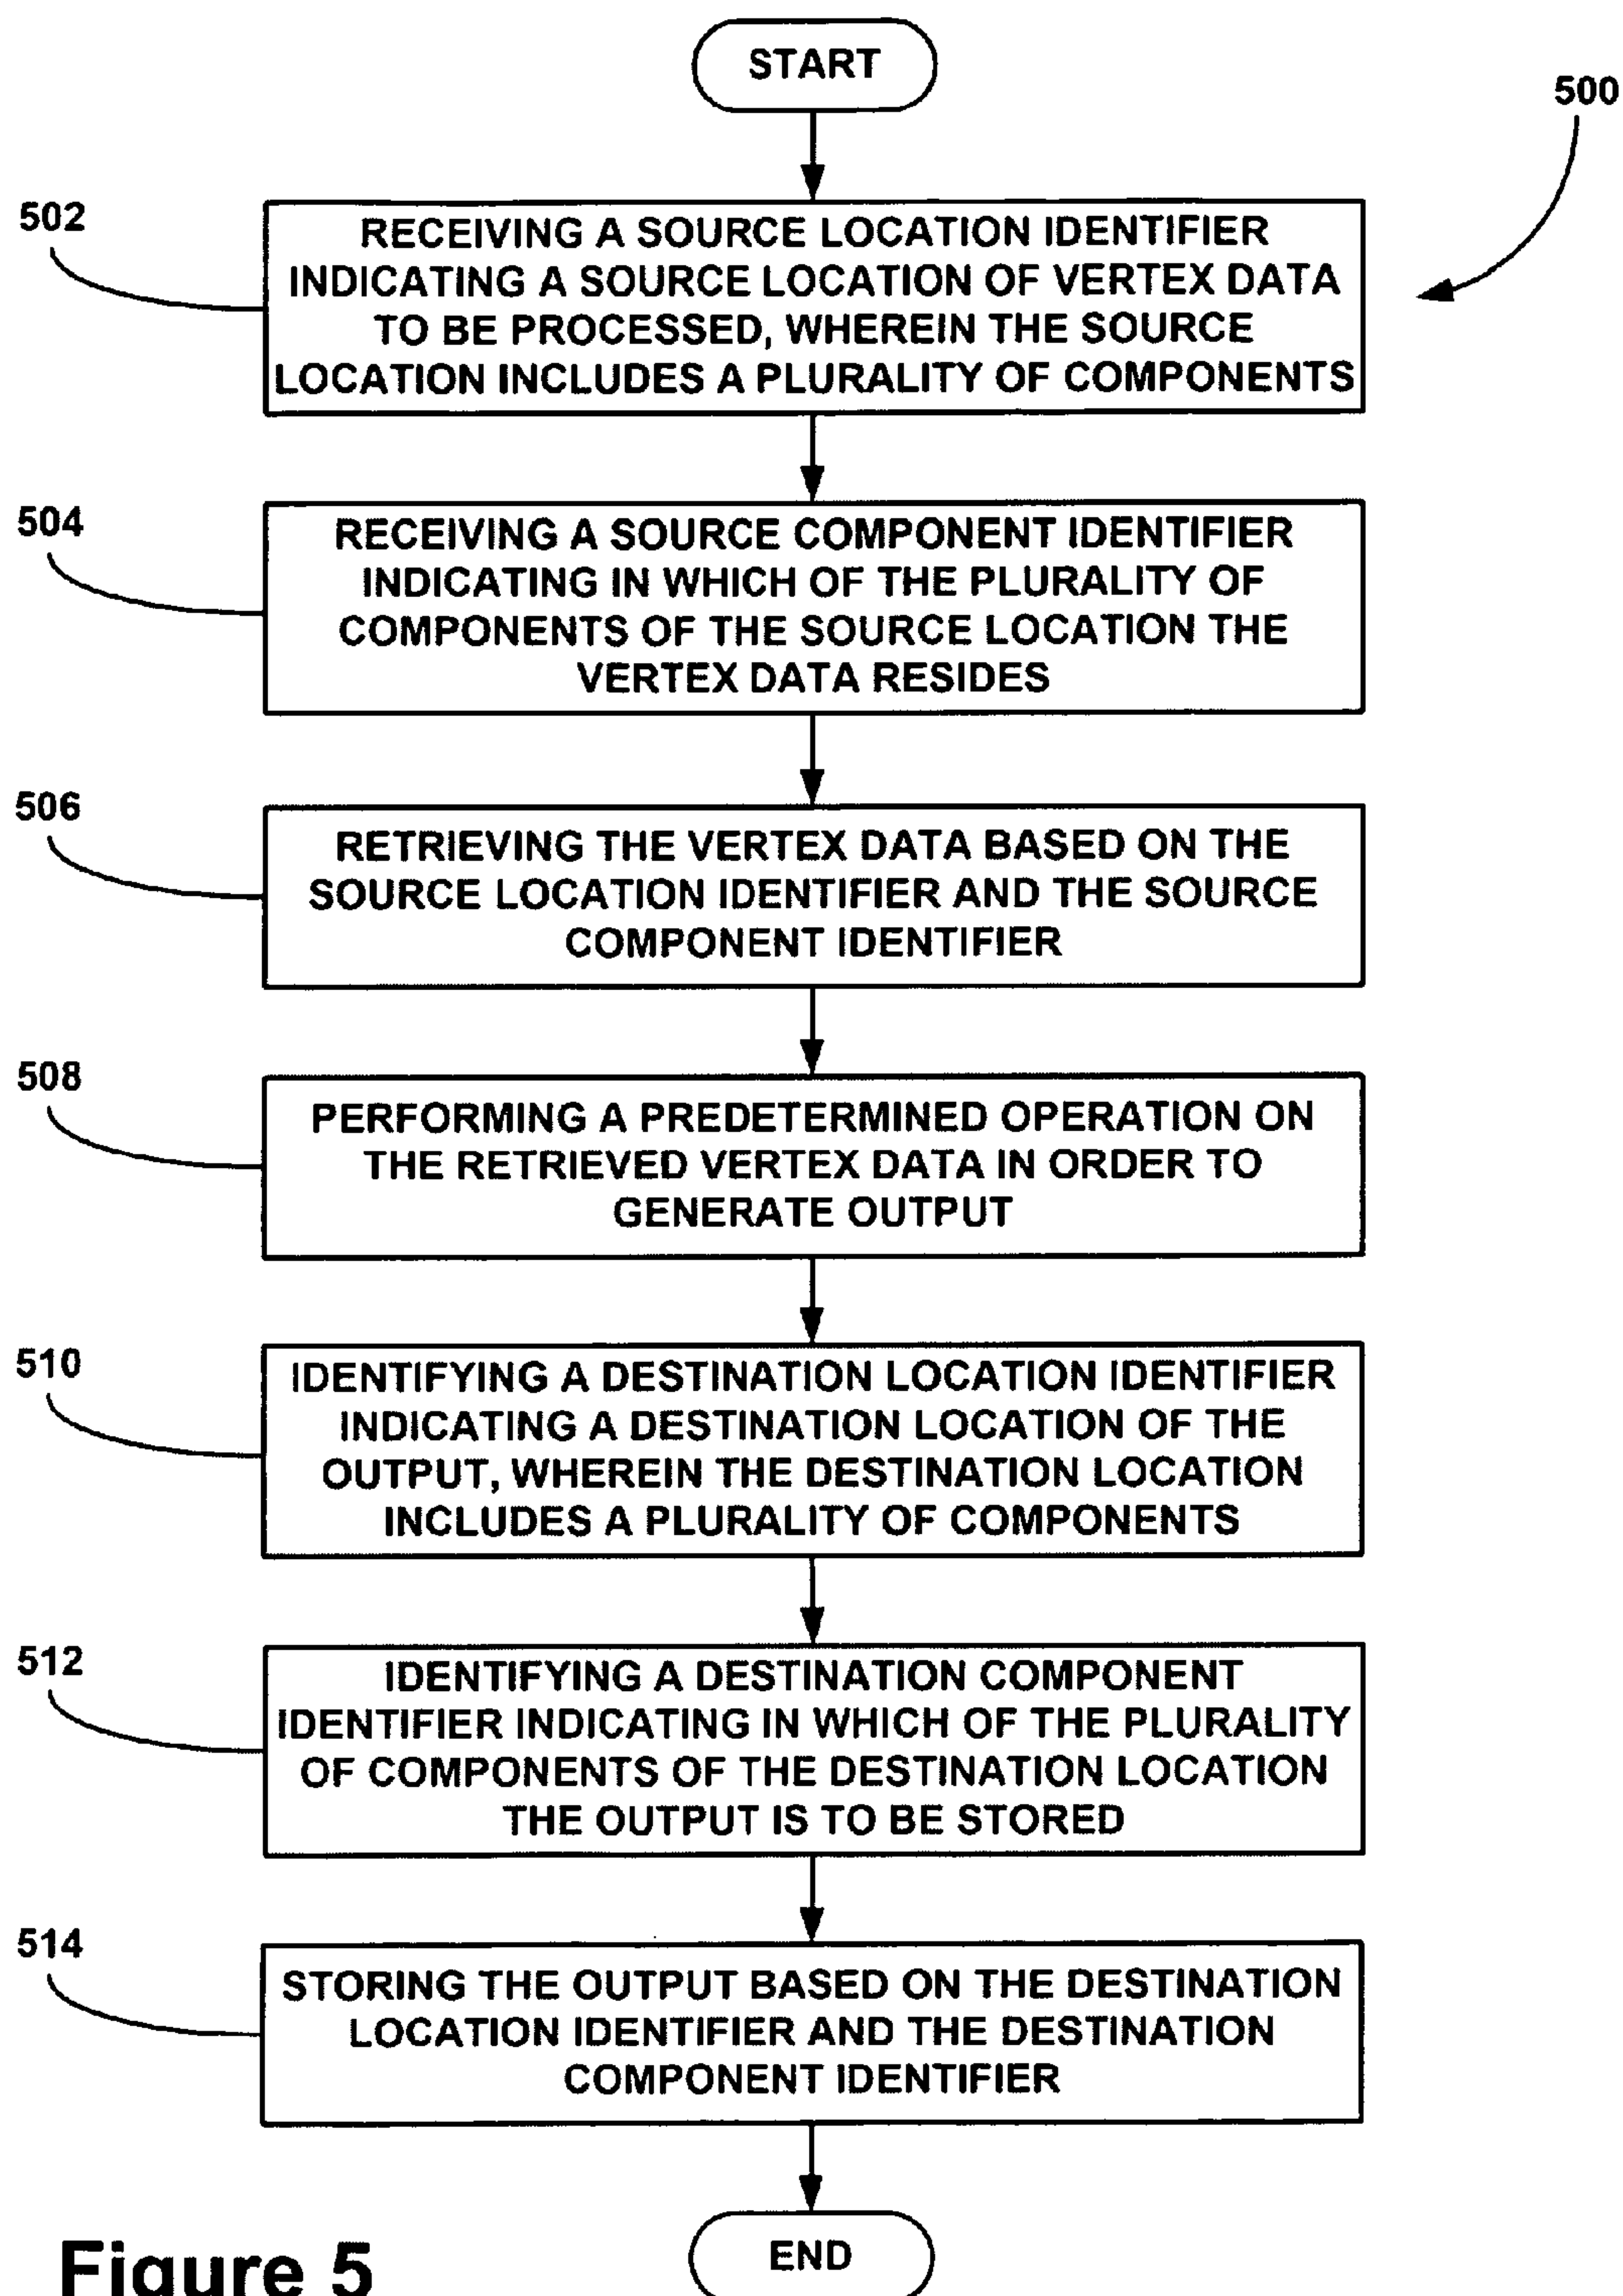 START
500
502
RECEIVING A SOURCE LOCATION IDENTIFIER
INDICATING A SOURCE LOCATION OF VERTEX DATA
TO BE PROCESSED, WHEREIN THE SOURCE
LOCATION INCLUDES A PLURALITY OF COMPONENTS
504
RECEIVING A SOURCE COMPONENT IDENTIFIER
INDICATING IN WHICH OF THE PLURALITY OF
COMPONENTS OF THE SOURCE LOCATION THE
VERTEX DATA RESIDES
506
RETRIEVING THE VERTEX DATA BASED ON THE
SOURCE LOCATION IDENTIFIER AND THE SOURCE
COMPONENT IDENTIFIER
508
PERFORMING A PREDETERMINED OPERATION ON
THE RETRIEVED VERTEX DATA IN ORDER TO
GENERATE OUTPUT
510
IDENTIFYING A DESTINATION LOCATION IDENTIFIER
INDICATING A DESTINATION LOCATION OF THE
OUTPUT, WHEREIN THE DESTINATION LOCATION
INCLUDES A PLURALITY OF COMPONENTS
512
IDENTIFYING A DESTINATION COMPONENT
IDENTIFIER INDICATING IN WHICH OF THE PLURALITY
OF COMPONENTS OF THE DESTINATION LOCATION
THE OUTPUT IS TO BE STORED
514
STORING THE OUTPUT BASED ON THE DESTINATION
LOCATION IDENTIFIER AND THE DESTINATION
COMPONENT IDENTIFIER
END
Figure 5